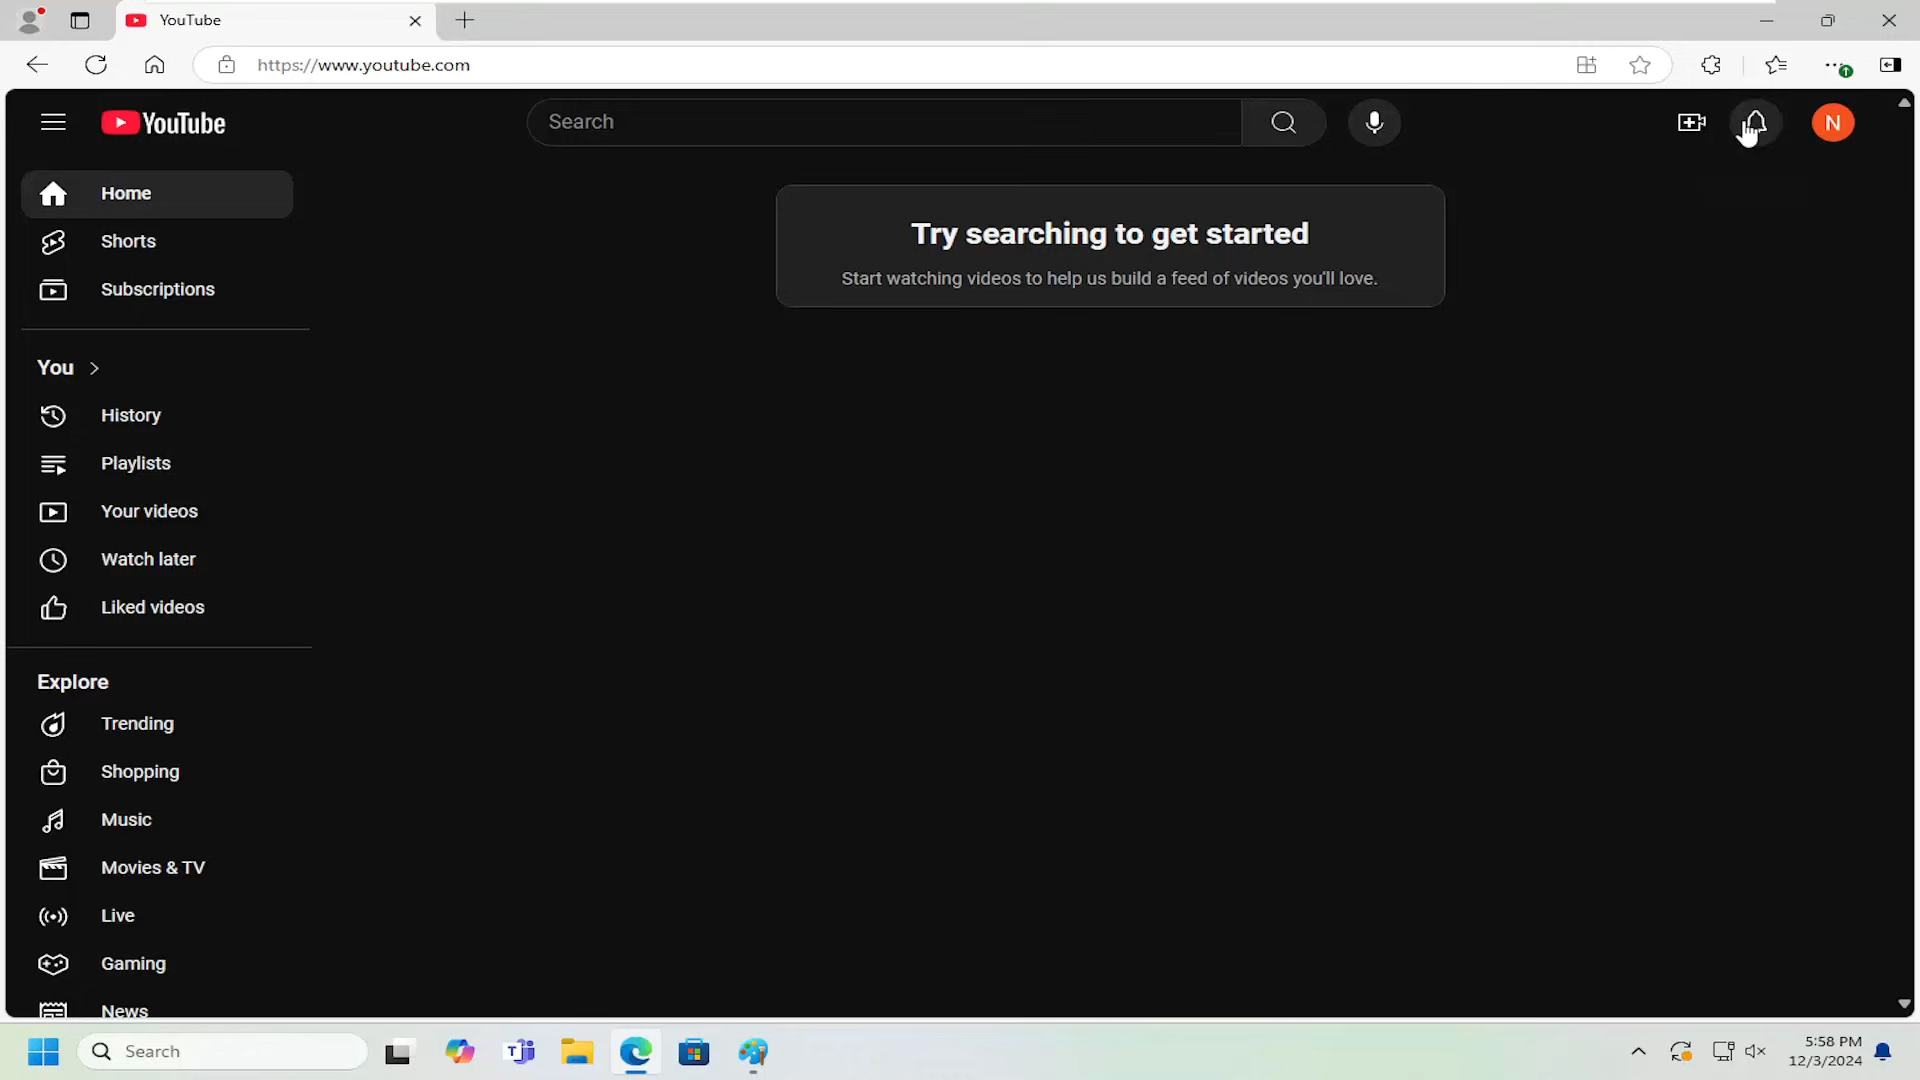 YouTube
https://www.youtube.com
YouTube
Search
N
Home
Shorts
Subscriptions
You
History
Playlists
Your videos
Watch later
Liked videos
Explore
Trending
Shopping
Music
Movies & TV
Live
Gaming
News
Try searching to get started
Start watching videos to help us build a feed of videos you'll love.
Search
5:58 PM
12/3/2024